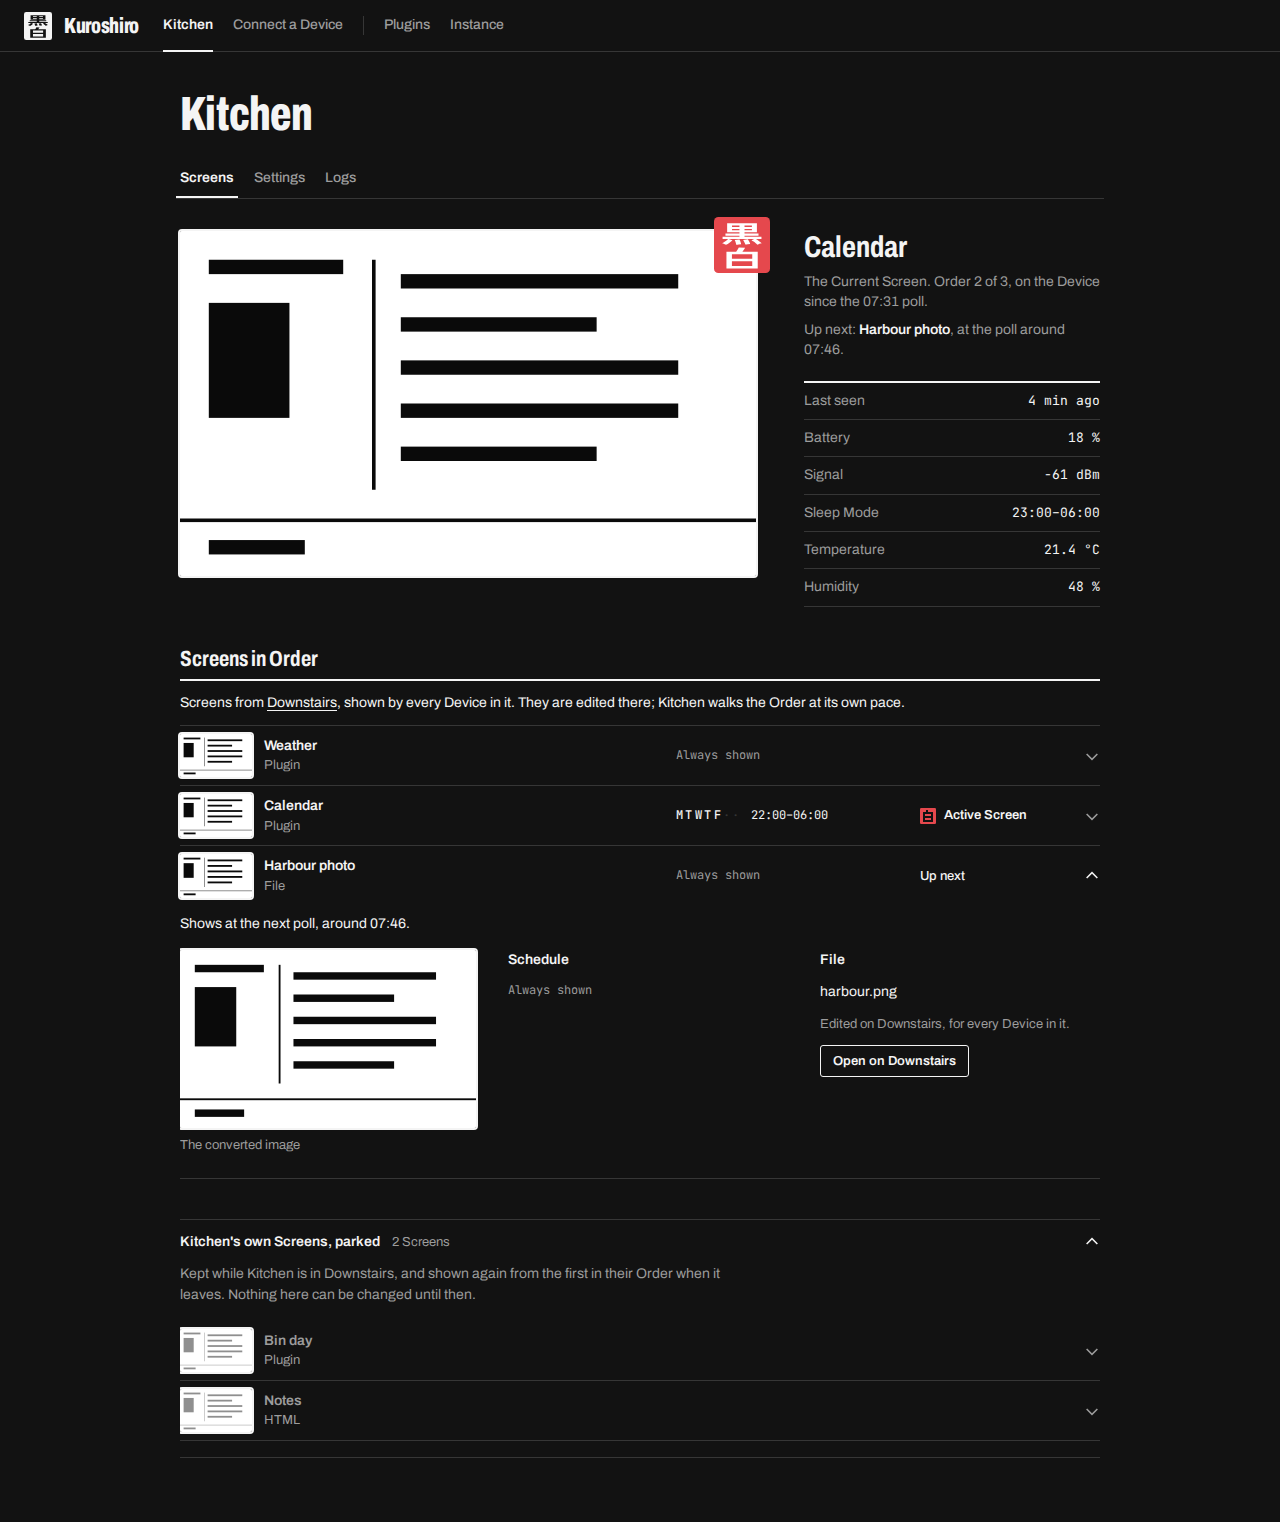 Kuroshiro
Kitchen
Connect a Device
Plugins
Instance
Kitchen
Screens
Settings
Logs
Calendar
The Current Screen. Order 2 of 3, on the Device
since the 07:31 poll.
Up next: Harbour photo, at the poll around
07:46.
Last seen 4 min ago
Battery 18 %
Signal -61 dBm
Sleep Mode 23:00–06:00
Temperature 21.4 °C
Humidity 48 %
Screens in Order
Screens from Downstairs, shown by every Device in it. They are edited there; Kitchen walks the Order at its own pace.
Weather
Plugin
Always shown
Calendar
Plugin
M T W T F · · 22:00–06:00
Active Screen
Harbour photo
File
Always shown
Up next
Shows at the next poll, around 07:46.
The converted image
Schedule
Always shown
File
harbour.png
Edited on Downstairs, for every Device in it.
Open on Downstairs
Kitchen's own Screens, parked 2 Screens
Kept while Kitchen is in Downstairs, and shown again from the first in their Order when it
leaves. Nothing here can be changed until then.
Bin day
Plugin
Notes
HTML